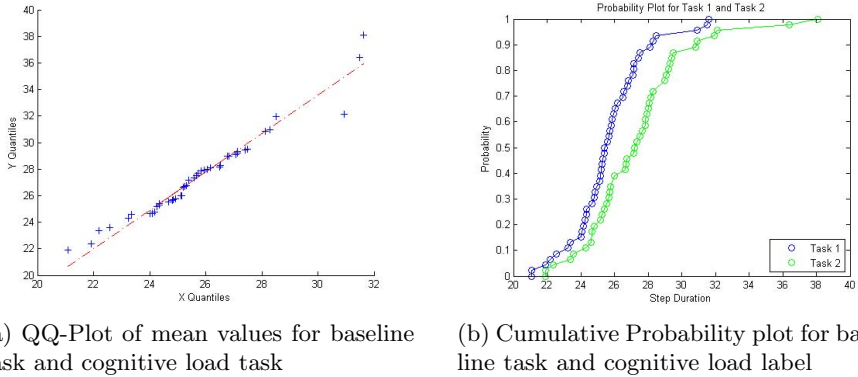 40
38
36
34
32
30
28
26
24
22
20
Y Quantiles
20 22 24 26 28 30 32
X Quantiles
Probability Plot for Task 1 and Task 2
1
0.9
0.8
0.7
0.6
0.5
0.4
0.3
0.2
0.1
0
Probability
20 22 24 26 28 30 32 34 36 38 40
Step Duration
Task 1
Task 2
) QQ-Plot of mean values for baseline
ask and cognitive load task
(b) Cumulative Probability plot for ba
line task and cognitive load label